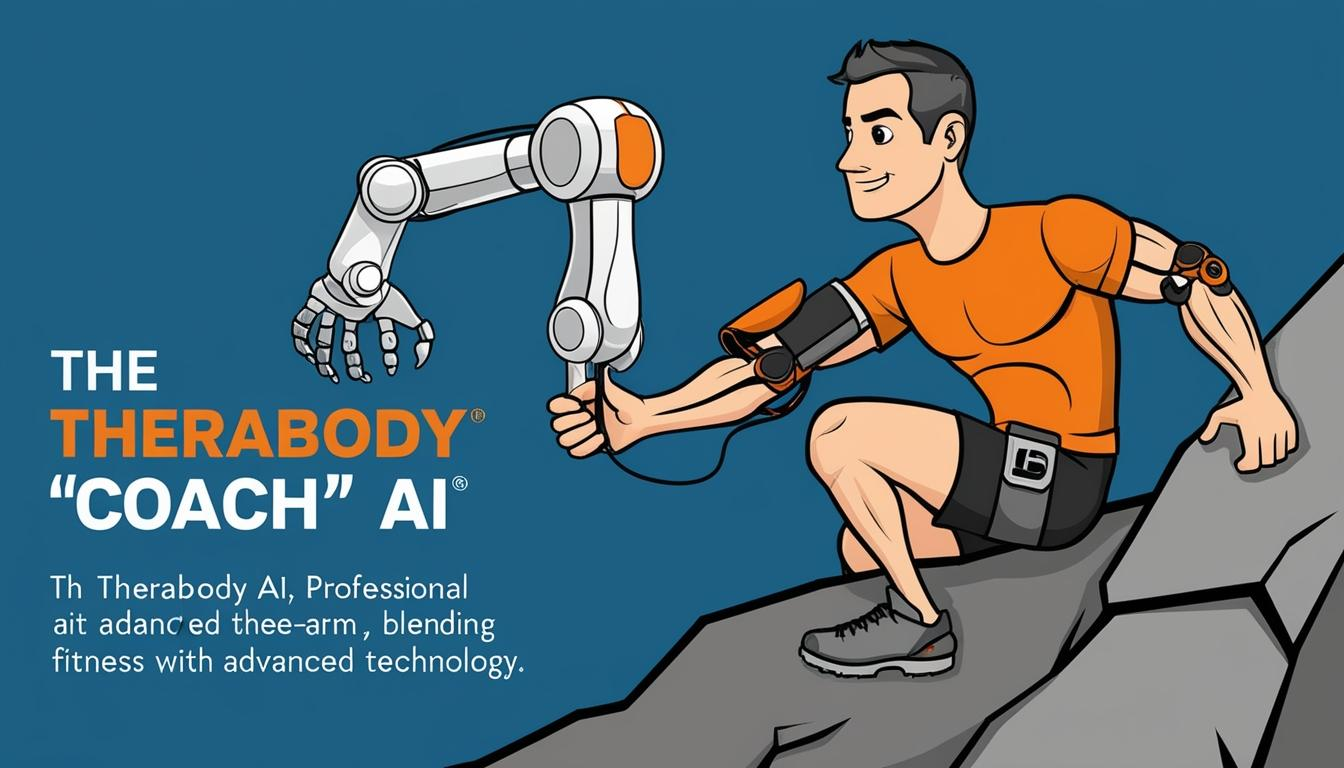 THE
THERABODY®
“COACH” AI
Th Therabody AI, Professional
ait adanc ed thee-arm, blending
fitness with advanced technology.